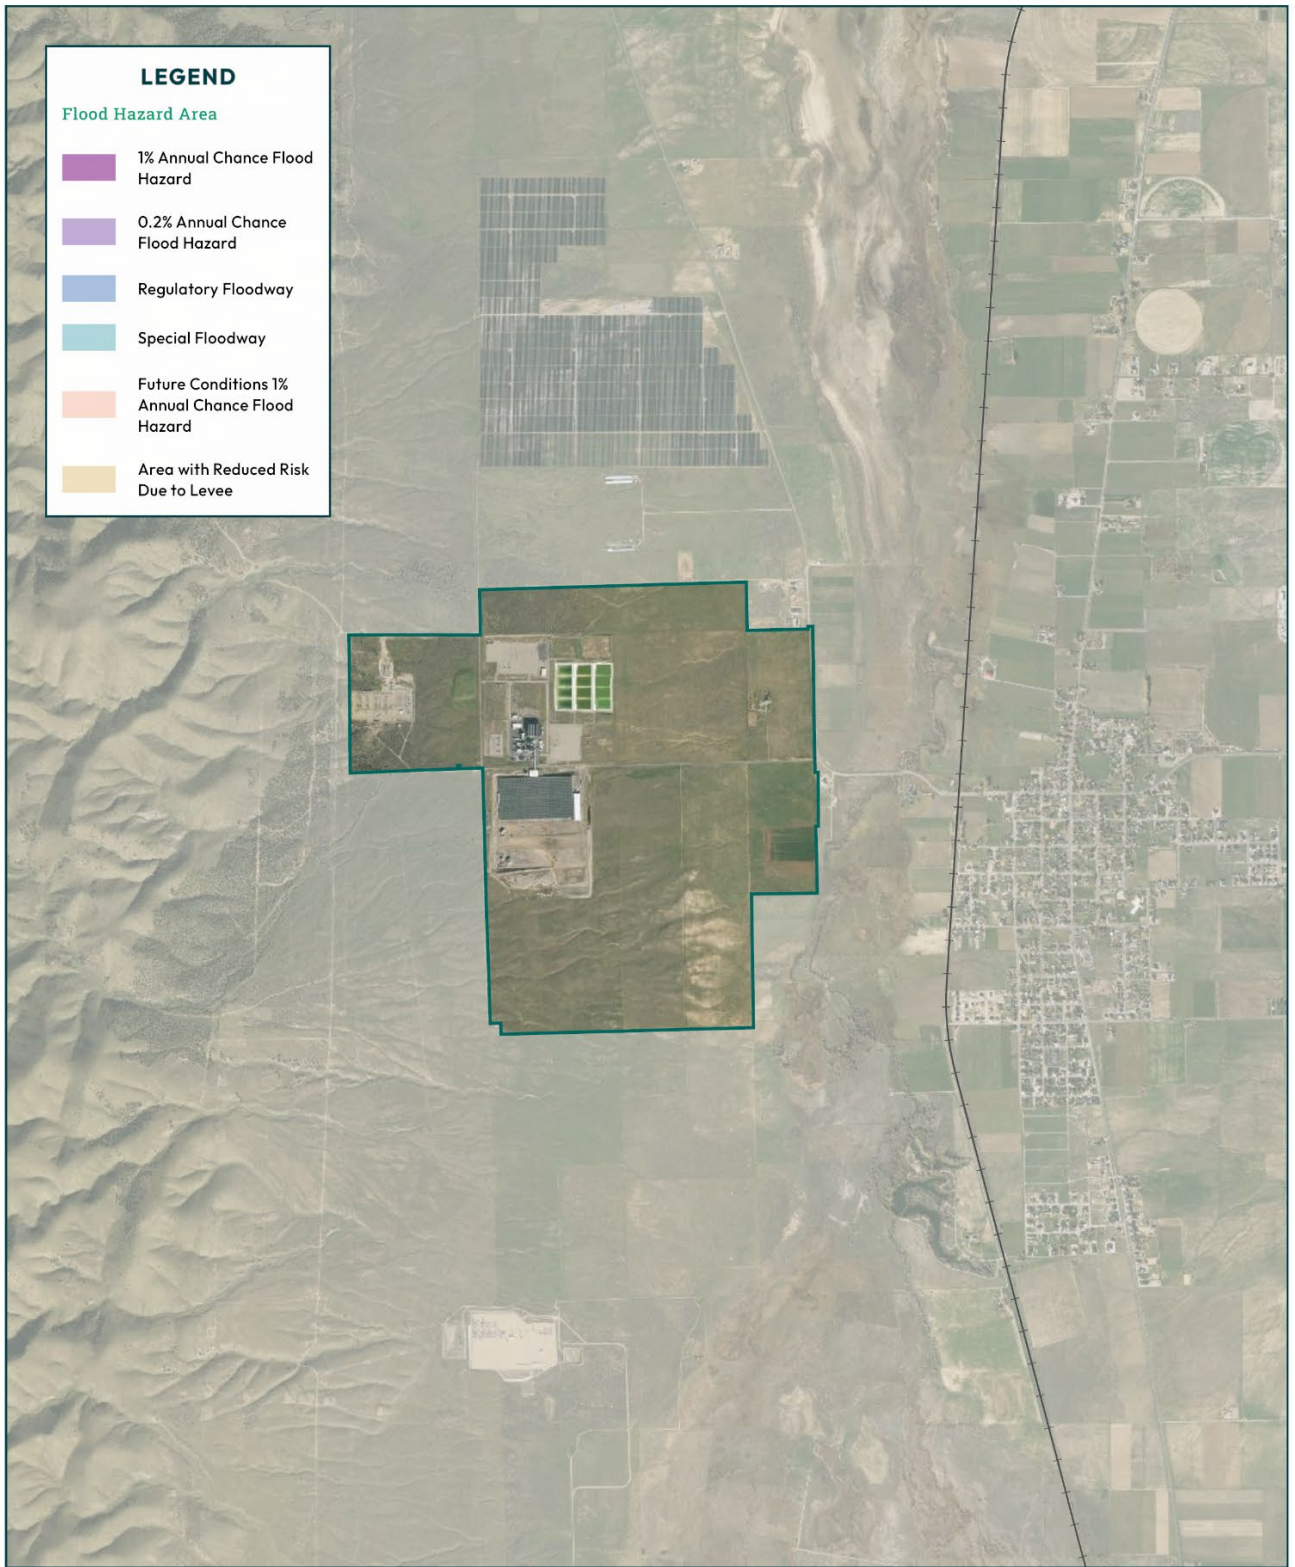 LEGEND
Flood Hazard Area
1% Annual Chance Flood
Hazard
0.2% Annual Chance
Flood Hazard
Regulatory Floodway
Special Floodway
Future Conditions 1%
Annual Chance Flood
Hazard
Area with Reduced Risk
Due to Levee